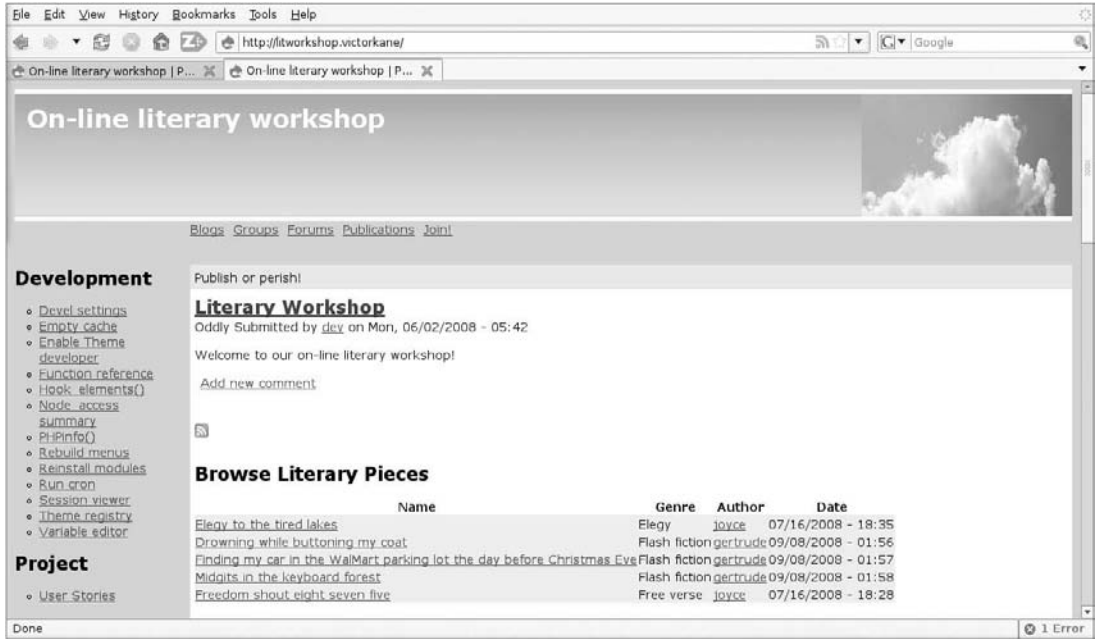 File Edit View History Bookmarks Tools Help
http://litworkshop.victorkane/
Google
On-line literary workshop | P...
On-line literary workshop | P...
On-line literary workshop
Blogs Groups Forums Publications Join!
Development
Devel settings
Empty cache
Enable Theme
developer
Function reference
Hook_elements()
Node_access
summary
PHPinfo()
Rebuild menus
Reinstall modules
Run cron
Session viewer
Theme registry
Variable editor
Project
User Stories
Publish or perish!
Literary Workshop
Oddly Submitted by dev on Mon, 06/02/2008 - 05:42
Welcome to our on-line literary workshop!
Add new comment
Browse Literary Pieces
Name Genre Author Date
Elegy to the tired lakes Elegy joyce 07/16/2008 - 18:35
Drowning while buttoning my coat Flash fiction gertrude 09/08/2008 - 01:56
Finding my car in the WalMart parking lot the day before Christmas Eve Flash fiction gertrude 09/08/2008 - 01:57
Midgits in the keyboard forest Flash fiction gertrude 09/08/2008 - 01:58
Freedom shout eight seven five Free verse joyce 07/16/2008 - 18:28
Done
1 Error